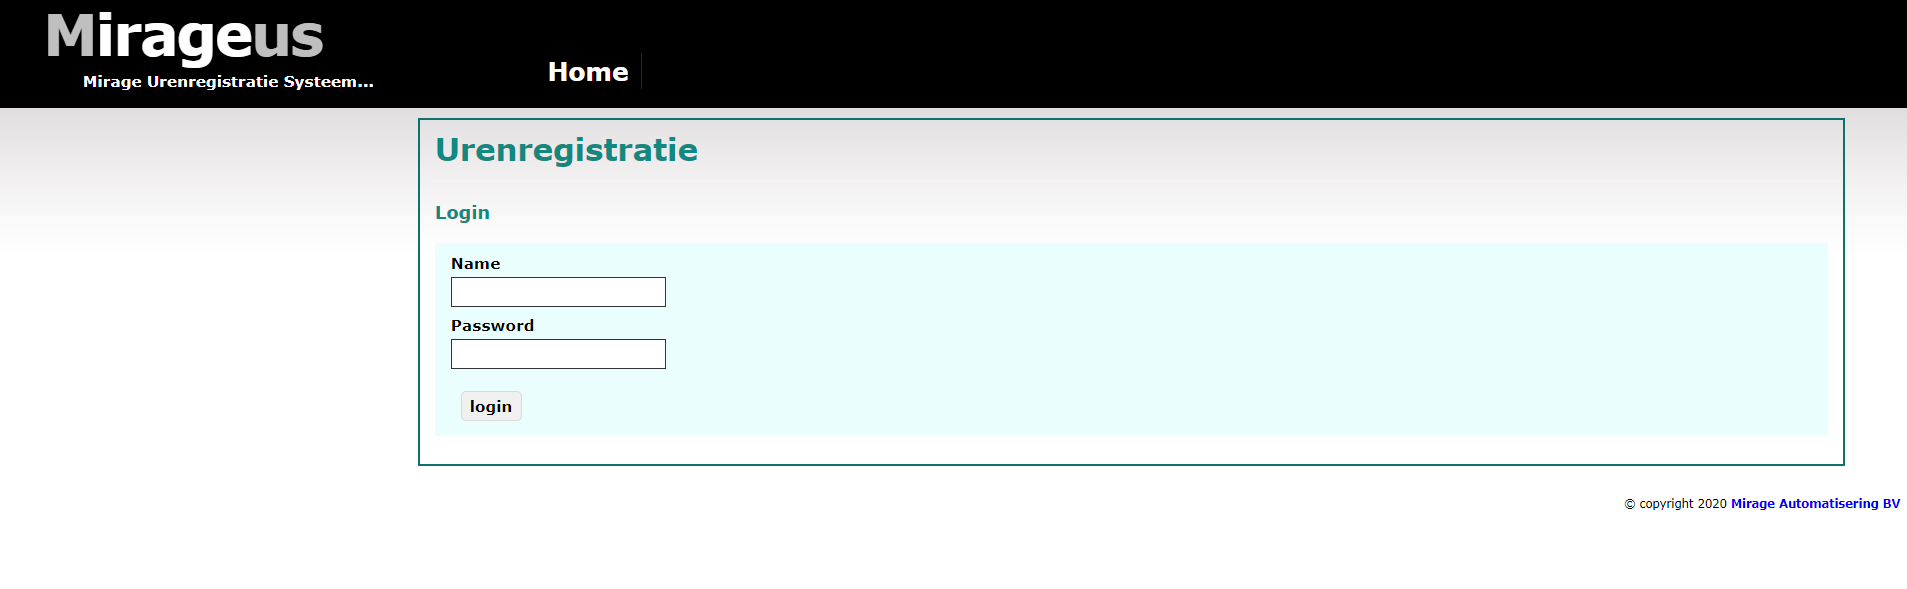 Mirageus
Mirage Urenregistratie Systeem...
Home
Urenregistratie
Login
Name
Password
login
© copyright 2020 Mirage Automatisering BV